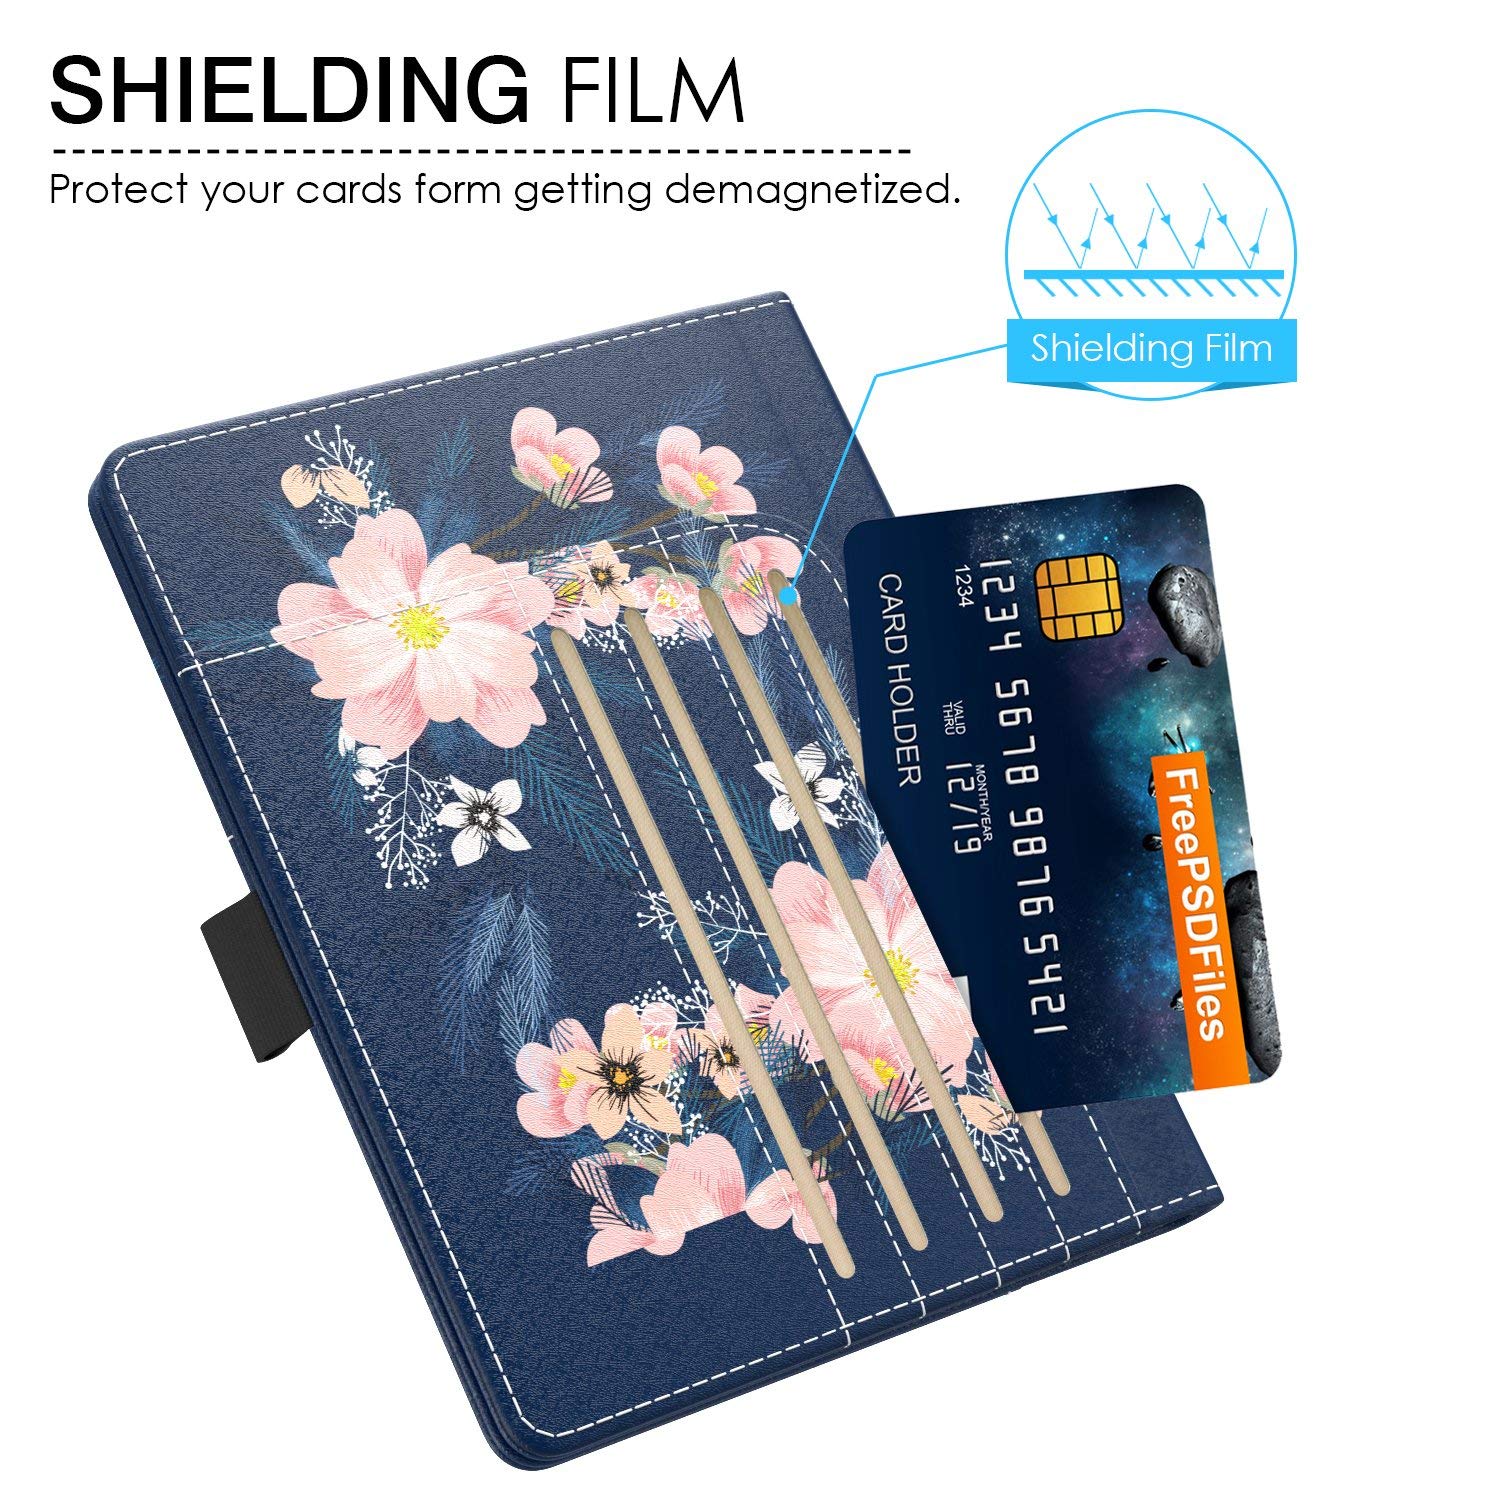 SHIELDING FILM
Protect your cards form getting demagnetized.
Shielding Film
1234 5678 9876 5421
1234
CARD HOLDER
VALID
THRU
MONTH/YEAR
12/19
FreePSDFiles